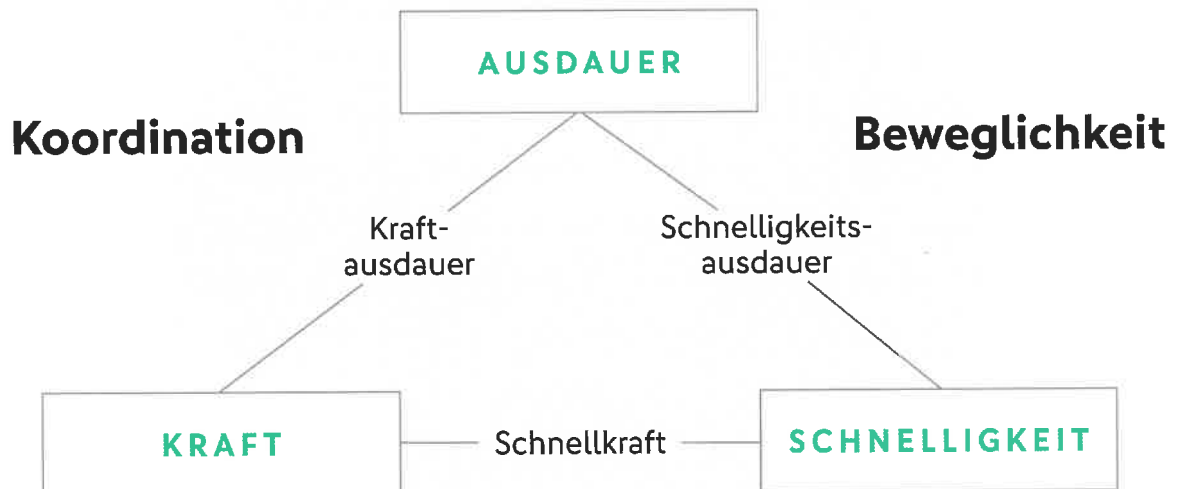 AUSDAUER
Koordination
Beweglichkeit
Kraft-
ausdauer
Schnelligkeits-
ausdauer
KRAFT
Schnellkraft
SCHNELLIGKEIT